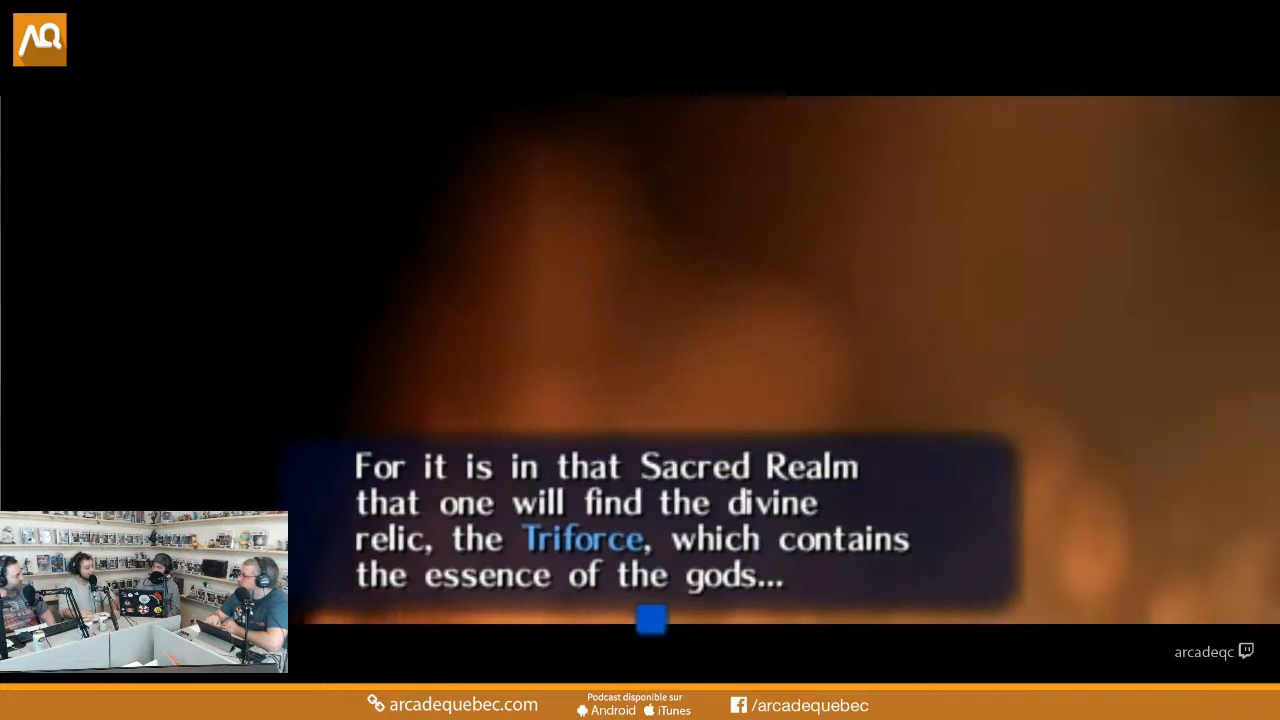 AQ
For it is in that Sacred Realm
that one will find the divine
relic, the Triforce, which contains
the essence of the gods...
arcadeqc
arcadequebec.com
Podcast disponible sur
Android iTunes
/arcadequebec